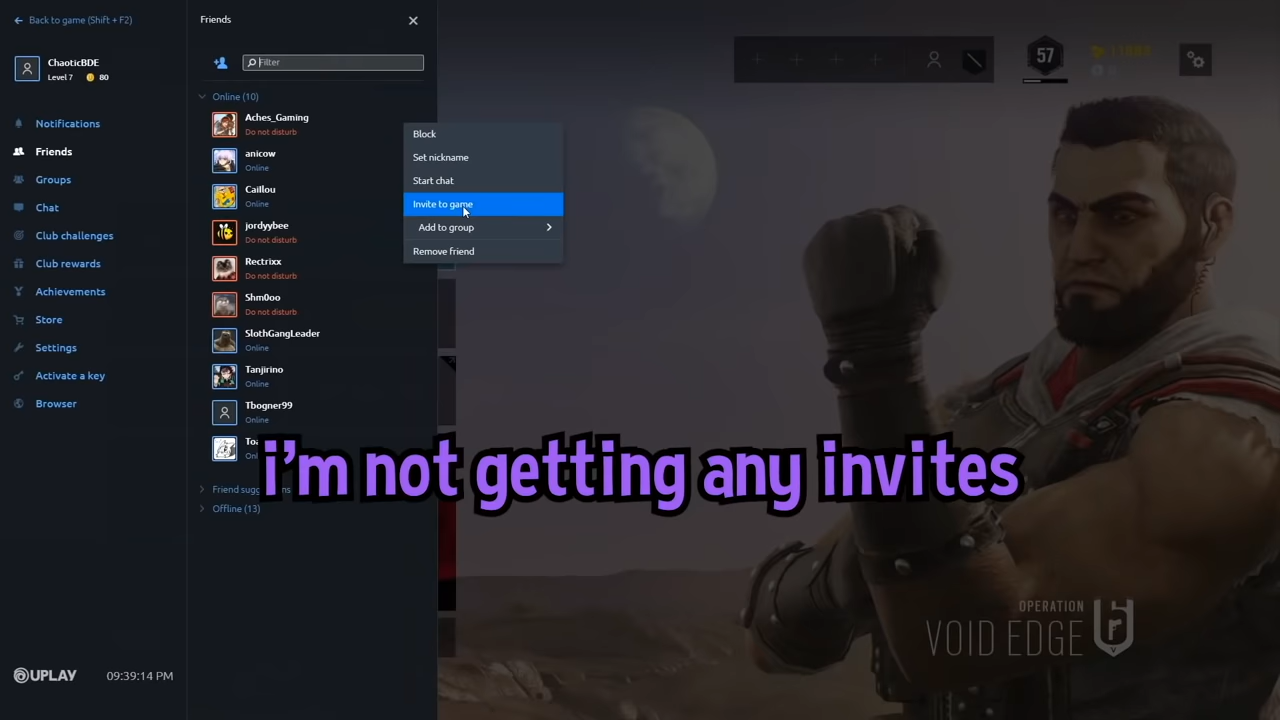 Back to game (Shift + F2)
ChaoticBDE
Level 7 80
Notifications
Friends
Groups
Chat
Club challenges
Club rewards
Achievements
Store
Settings
Activate a key
Browser
UPLAY 09:39:14 PM
Friends
Filter
Online (10)
Aches_Gaming
Do not disturb
anicow
Online
Caillou
Online
jordyybee
Do not disturb
Rectrixx
Do not disturb
Shm0oo
Do not disturb
SlothGangLeader
Online
Tanjirino
Online
Tbogner99
Online
Friend
Offline (13)
Block
Set nickname
Start chat
Invite to game
Add to group
Remove friend
57
i'm not getting any invites
OPERATION
VOID EDGE